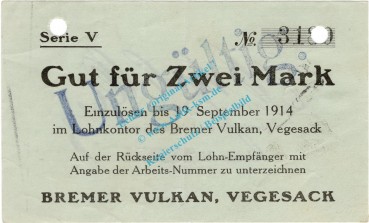 Serie V № 3100
Gut für Zwei Mark
Ungültig
Einzulösen bis 19 September 1914
im Lohnkontor des Bremer Vulkan, Vegesack
Auf der Rückseite vom Lohn-Empfänger mit
Angabe der Arbeits-Nummer zu unterzeichnen
BREMER VULKAN, VEGESACK